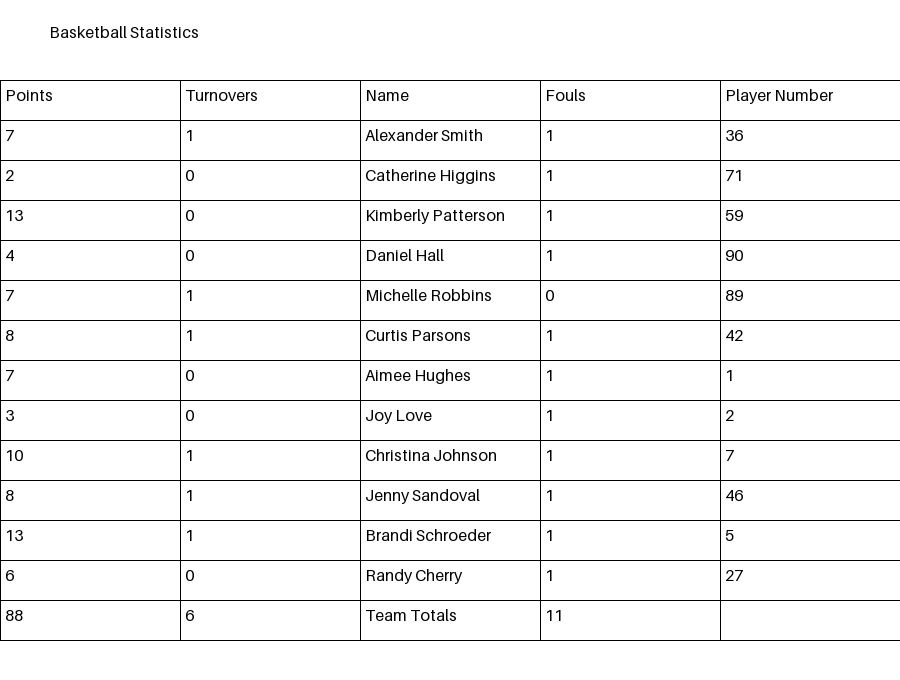 Basketball Statistics
Points Turnovers Name Fouls Player Number
7 1 Alexander Smith 1 36
2 0 Catherine Higgins 1 71
13 0 Kimberly Patterson 1 59
4 0 Daniel Hall 1 90
7 1 Michelle Robbins 0 89
8 1 Curtis Parsons 1 42
7 0 Aimee Hughes 1 1
3 0 Joy Love 1 2
10 1 Christina Johnson 1 7
8 1 Jenny Sandoval 1 46
13 1 Brandi Schroeder 1 5
6 0 Randy Cherry 1 27
88 6 Team Totals 11